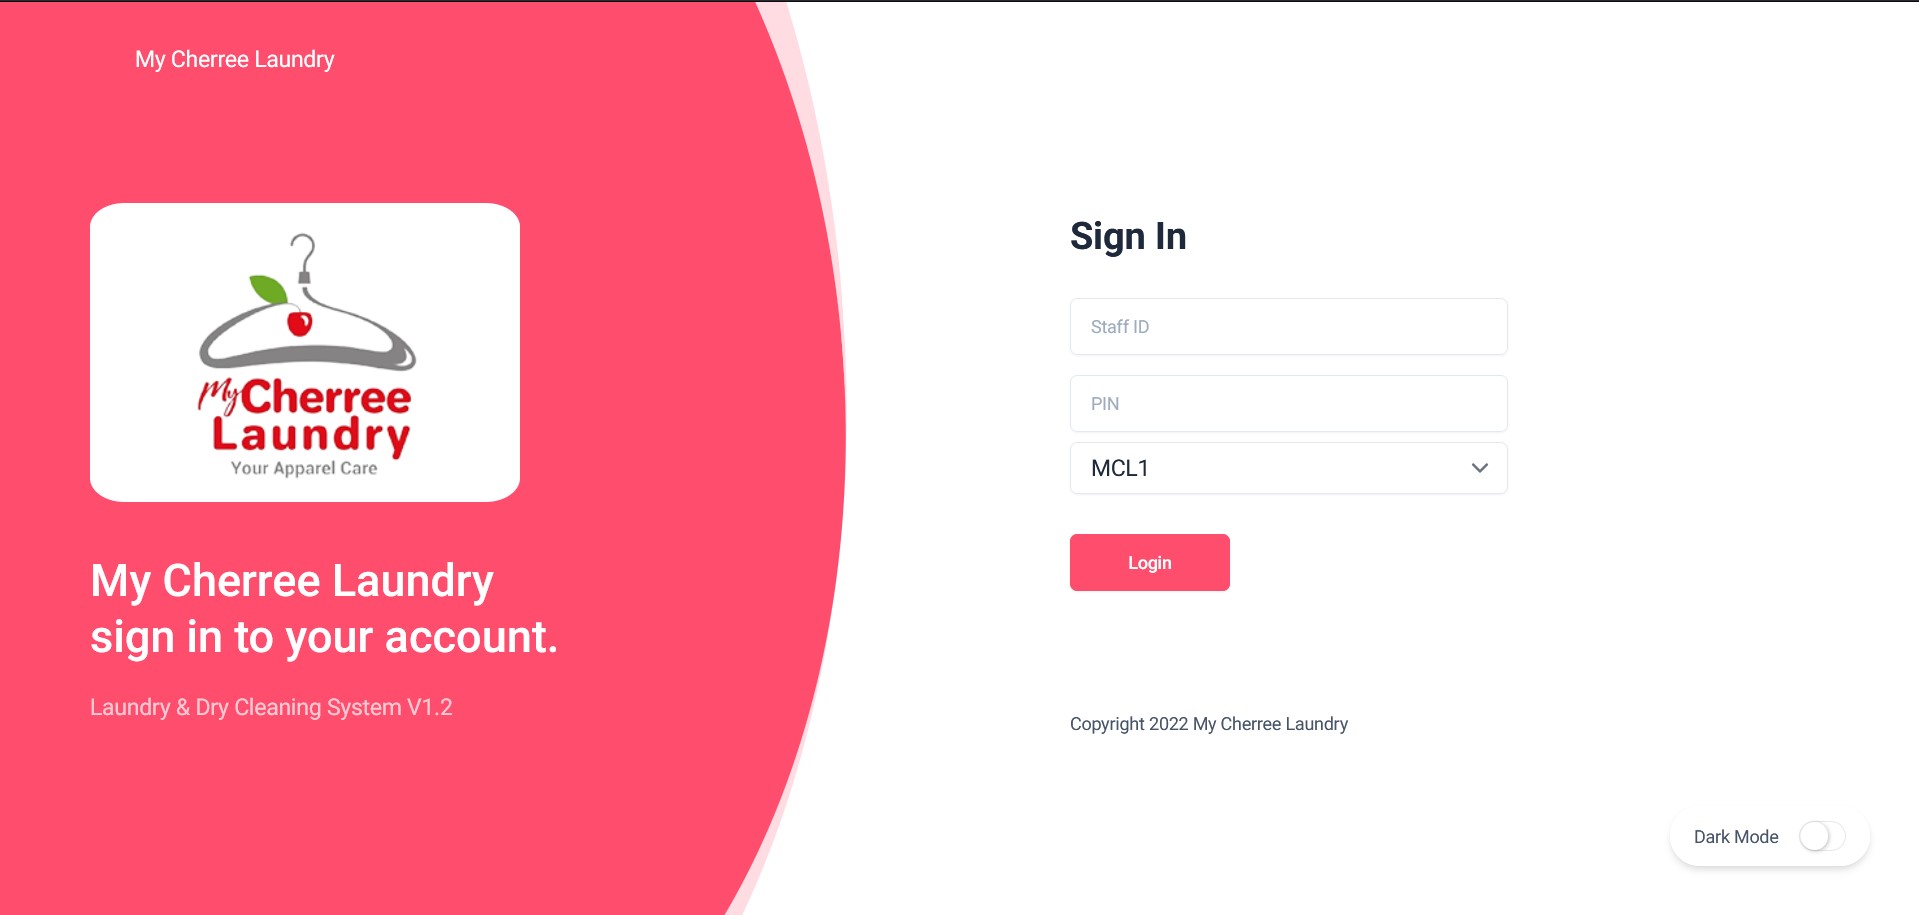 My Cherree Laundry
My Cherree
Laundry
Your Apparel Care
My Cherree Laundry
sign in to your account.
Laundry & Dry Cleaning System V1.2
Sign In
Staff ID
PIN
MCL1
Login
Copyright 2022 My Cherree Laundry
Dark Mode